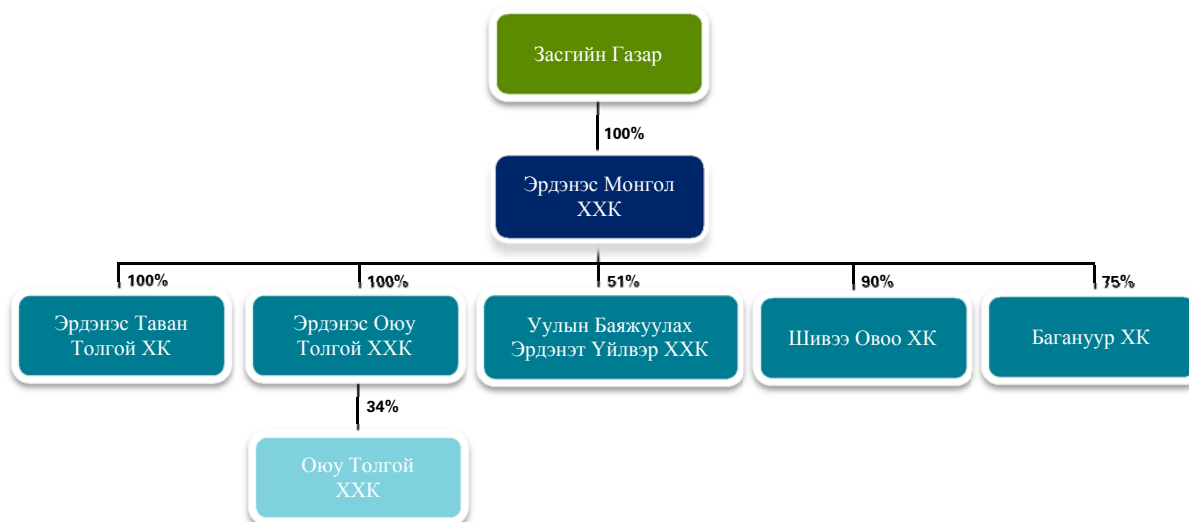 Засгийн Газар
100%
Эрдэнэс Монгол
ХХК
100%
100%
51%
90%
75%
Эрдэнэс Таван
Толгой ХК
Эрдэнэс Оюу
Толгой ХХК
Уулын Баяжуулах
Эрдэнэт Үйлвэр ХХК
Шивээ Овоо ХК
Багануур ХК
34%
Оюу Толгой
ХХК